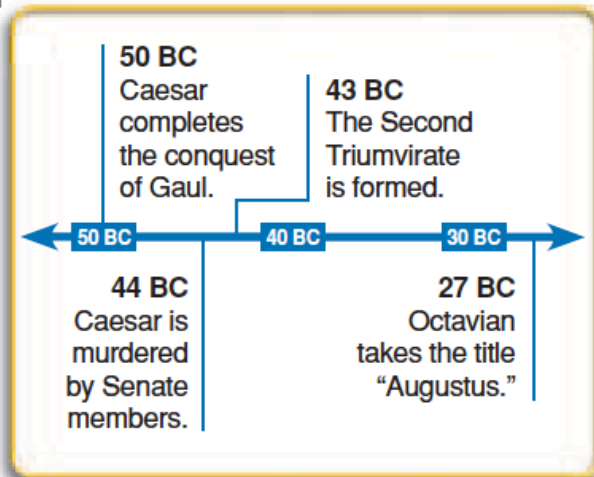 50 BC
Caesar
completes
the conquest
of Gaul.
43 BC
The Second
Triumvirate
is formed.
50 BC
40 BC
30 BC
44 BC
Caesar is
murdered
by Senate
members.
27 BC
Octavian
takes the title
“Augustus.”